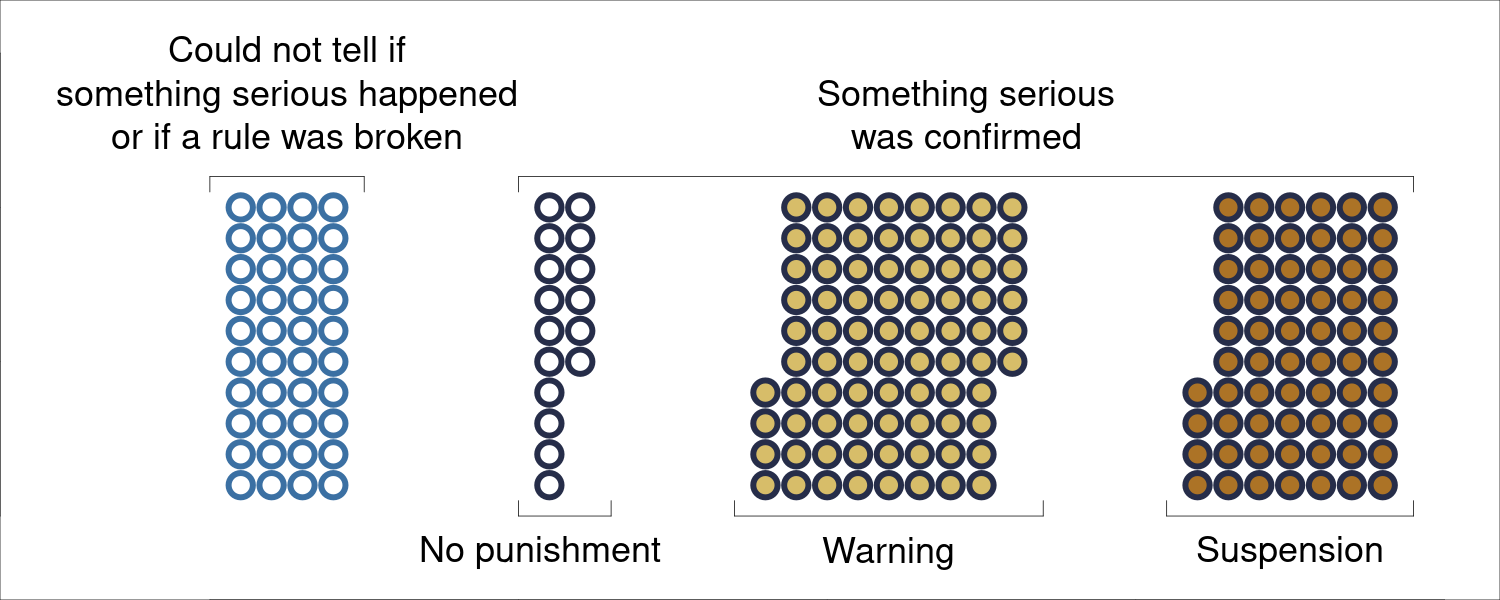 Could not tell if
something serious happened
or if a rule was broken
Something serious
was confirmed
No punishment
Warning
Suspension